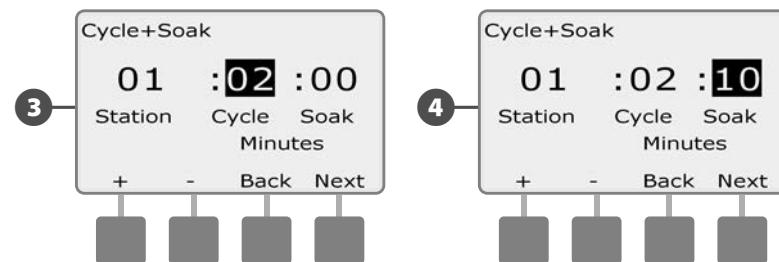 3
Cycle+Soak
01 :02 :00
Station Cycle Soak
Minutes
+ - Back Next
4
Cycle+Soak
01 :02 :10
Station Cycle Soak
Minutes
+ - Back Next